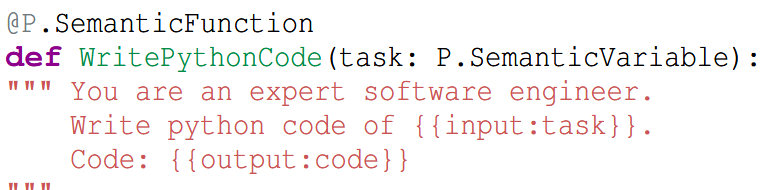 @P.SemanticFunction
def WritePythonCode(task: P.SemanticVariable):
""" You are an expert software engineer.
    Write python code of {{input:task}}.
    Code: {{output:code}}
"""